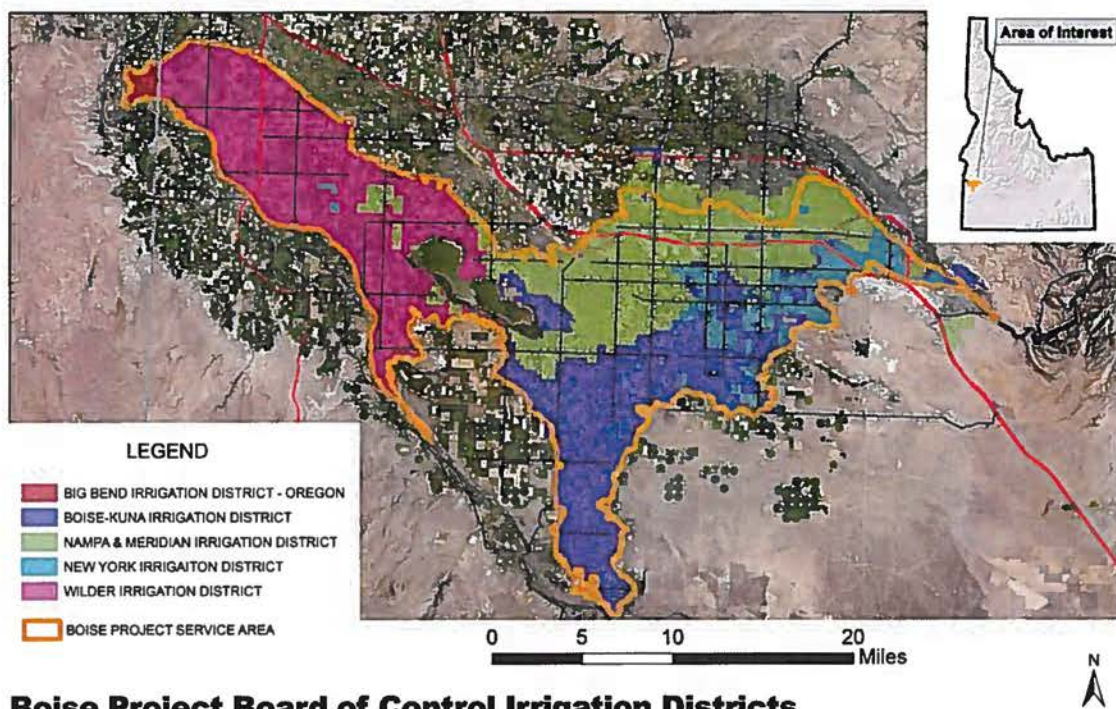 Area of Interest
LEGEND
BIG BEND IRRIGATION DISTRICT - OREGON
BOISE-KUNA IRRIGATION DISTRICT
NAMPA & MERIDIAN IRRIGATION DISTRICT
NEW YORK IRRIGAITON DISTRICT
WILDER IRRIGATION DISTRICT
BOISE PROJECT SERVICE AREA
0 5 10 20
Miles
N
Boise Project Board of Control Irrigation Districts